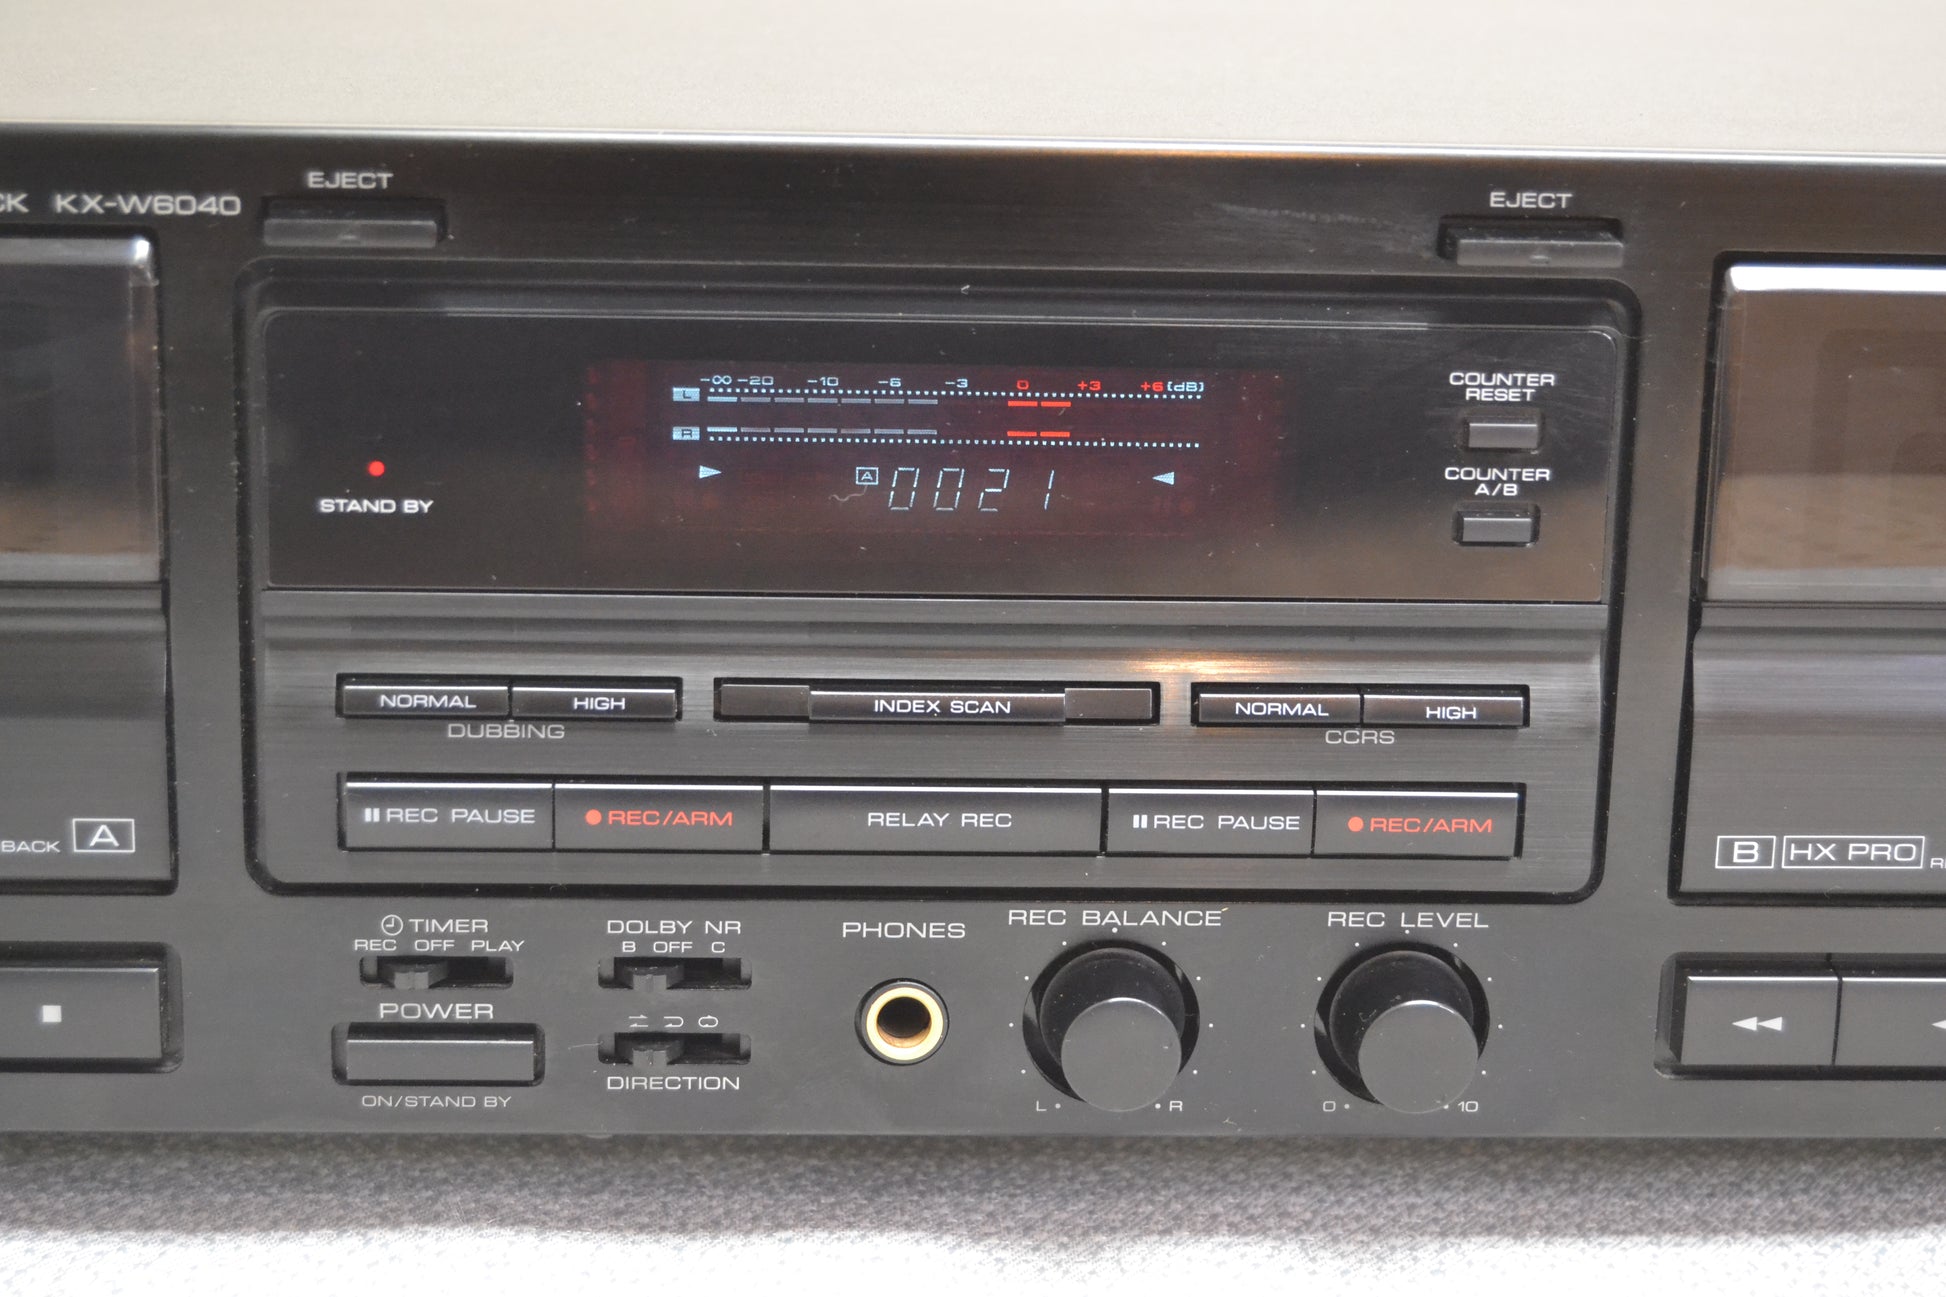 CK KX-W6040
EJECT
EJECT
-∞ -20 -10 -6 -3 0 +3 +6 (dB)
L
R
A 0021
STAND BY
COUNTER
RESET
COUNTER
A/B
NORMAL HIGH
DUBBING
INDEX SCAN
NORMAL HIGH
CCRS
REC PAUSE
REC/ARM
RELAY REC
REC PAUSE
REC/ARM
BACK A
B HX PRO
TIMER
REC OFF PLAY
POWER
ON/STAND BY
DOLBY NR
B OFF C
DIRECTION
PHONES
REC BALANCE
L R
REC LEVEL
0 10